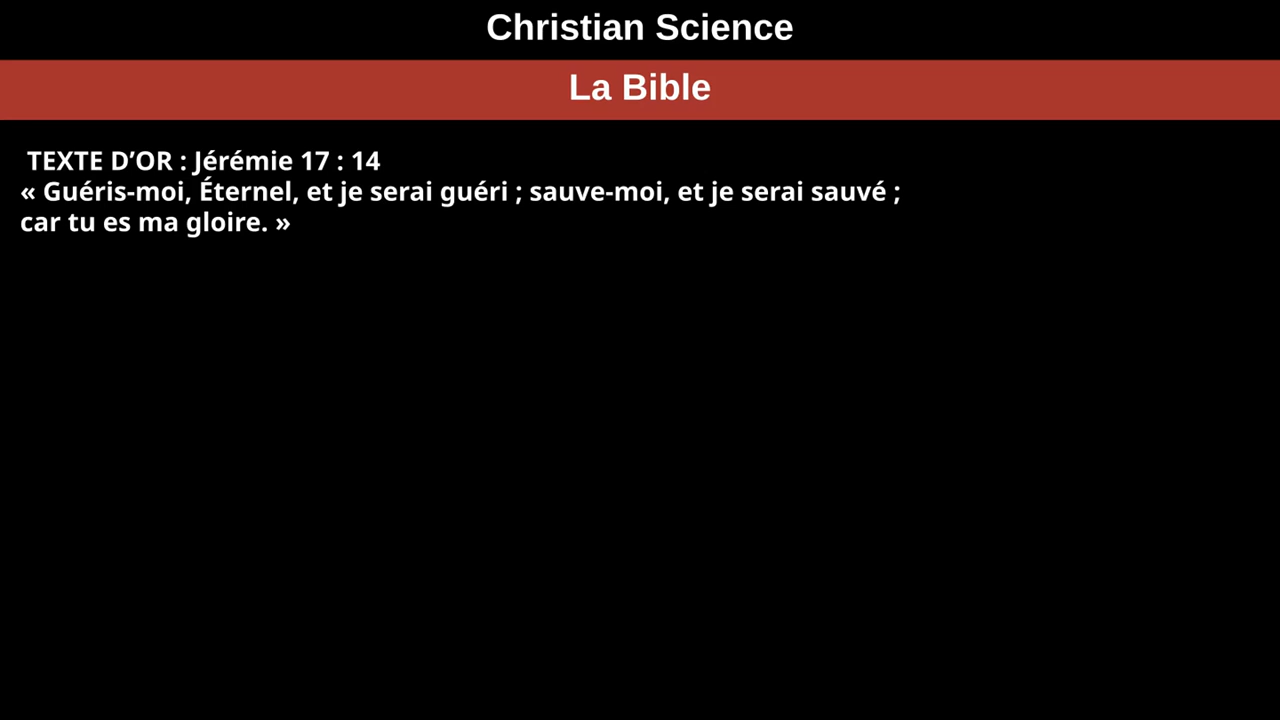 Christian Science
La Bible
TEXTE D’OR : Jérémie 17 : 14
« Guéris-moi, Éternel, et je serai guéri ; sauve-moi, et je serai sauvé ;
car tu es ma gloire. »